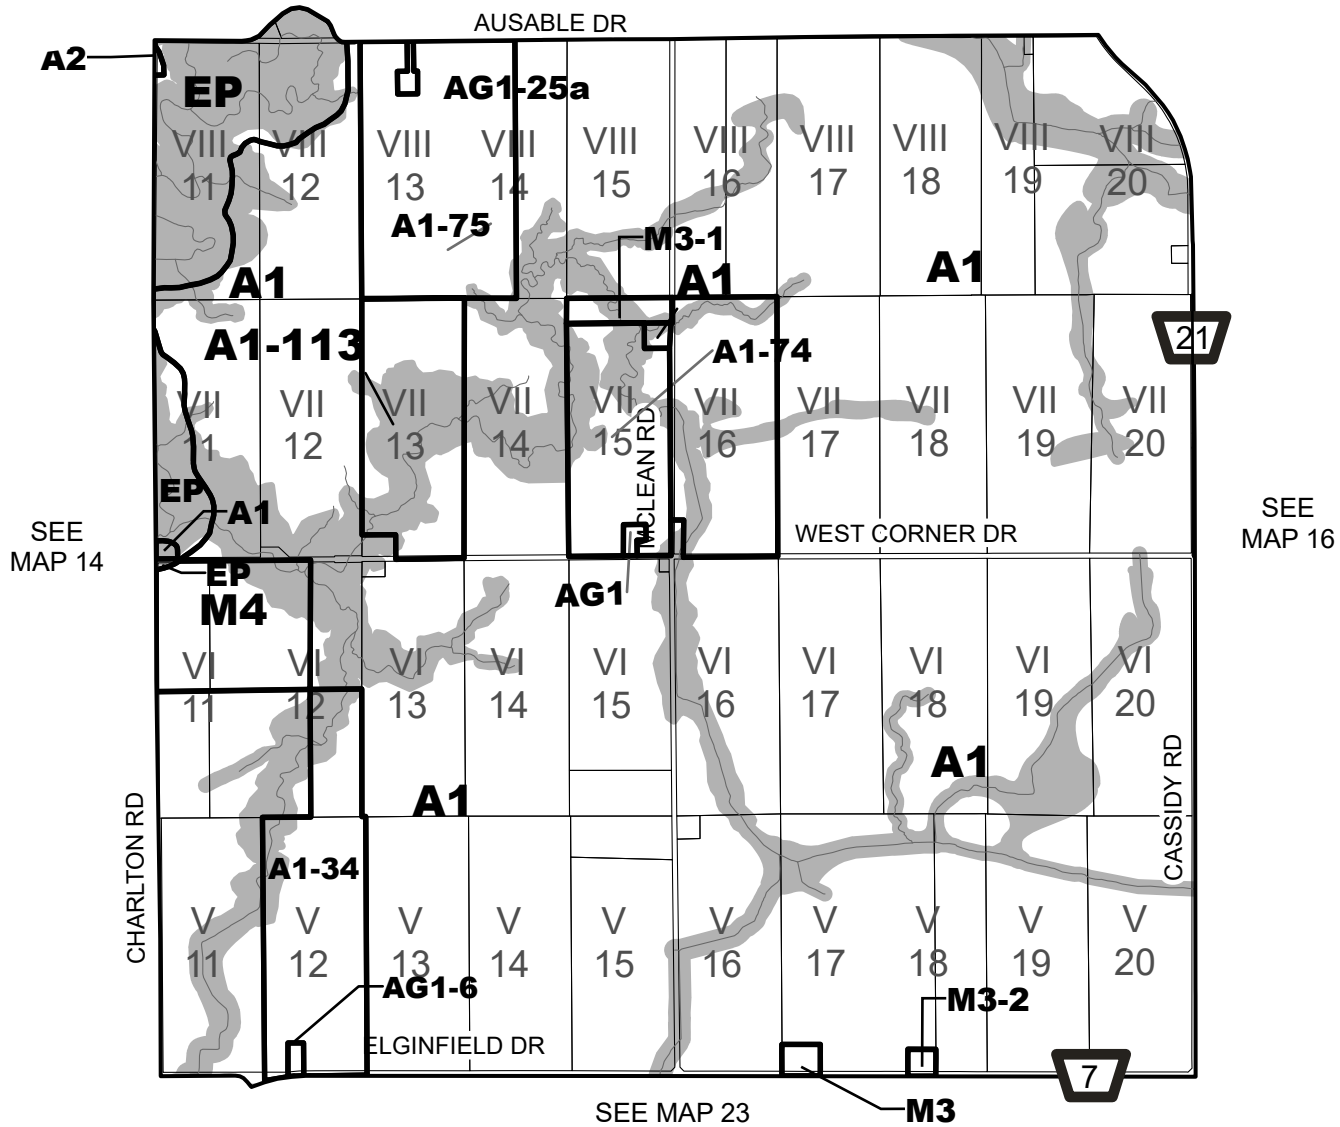 AUSABLE DR
A2
EP
AG1-25a
VIII VIII VIII VIII VIII VIII VIII VIII VIII VIII
11 12 13 14 15 16 17 18 19 20
A1-75
M3-1
A1
A1
A1
21
A1-113
A1-74
VII VII VII VII VII VII VII VII VII VII
11 12 13 14 15 16 17 18 19 20
MCLEAN RD
EP
A1
SEE
MAP 14
SEE
MAP 16
WEST CORNER DR
EP
AG1
M4
VI VI VI VI VI VI VI VI VI VI
11 12 13 14 15 16 17 18 19 20
A1
A1
CHARLTON RD
CASSIDY RD
A1-34
V V V V V V V V V V
11 12 13 14 15 16 17 18 19 20
AG1-6
M3-2
ELGINFIELD DR
7
M3
SEE MAP 23